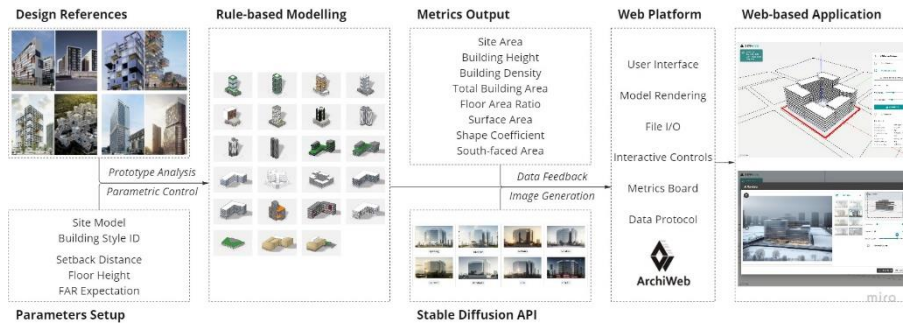 Design References
Rule-based Modelling
Metrics Output
Web Platform
Web-based Application
Prototype Analysis
Parametric Control
Site Model
Building Style ID
Setback Distance
Floor Height
FAR Expectation
Parameters Setup
Site Area
Building Height
Building Density
Total Building Area
Floor Area Ratio
Surface Area
Shape Coefficient
South-faced Area
Data Feedback
Image Generation
Stable Diffusion API
User Interface
Model Rendering
File I/O
Interactive Controls
Metrics Board
Data Protocol
ArchiWeb
miro